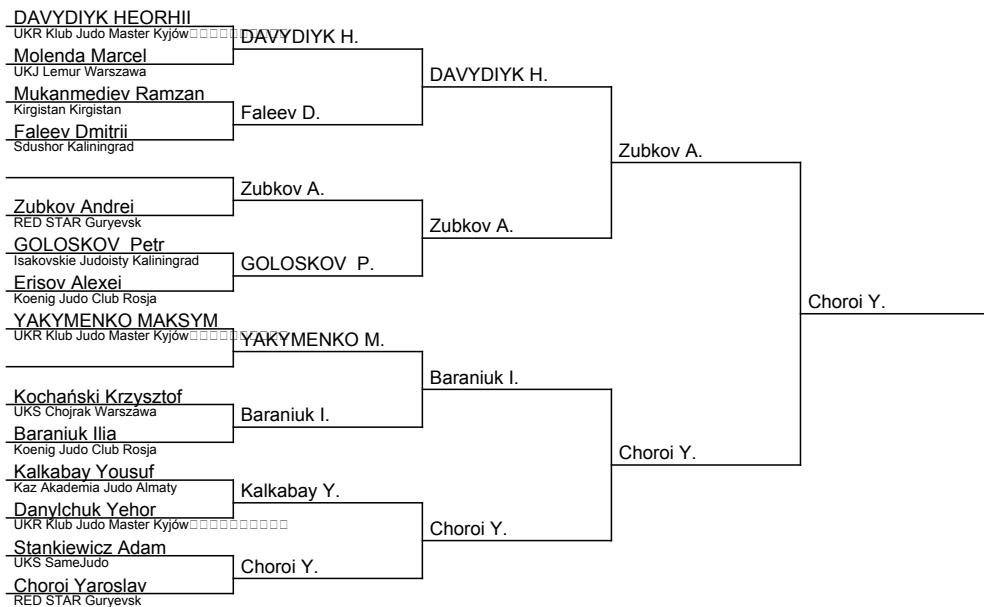 DAVYDIYK HEORHII
UKR Klub Judo Master Kyjów□□□□□□□□□□
Molenda Marcel
UKJ Lemur Warszawa
Mukanmediev Ramzan
Kirgistan Kirgistan
Faleev Dmitrii
Sdushor Kaliningrad
Zubkov Andrei
RED STAR Guryevsk
GOLOSKOV  Petr
Isakovskie Judoisty Kaliningrad
Erisov Alexei
Koenig Judo Club Rosja
YAKYMENKO MAKSYM
UKR Klub Judo Master Kyjów□□□□□□□□□□
Kochański Krzysztof
UKS Chojrak Warszawa
Baraniuk Ilia
Koenig Judo Club Rosja
Kalkabay Yousuf
Kaz Akademia Judo Almaty
Danylchuk Yehor
UKR Klub Judo Master Kyjów□□□□□□□□□□
Stankiewicz Adam
UKS SameJudo
Choroi Yaroslav
RED STAR Guryevsk
DAVYDIYK H.
Faleev D.
Zubkov A.
GOLOSKOV  P.
YAKYMENKO M.
Baraniuk I.
Kalkabay Y.
Choroi Y.
DAVYDIYK H.
Zubkov A.
Baraniuk I.
Choroi Y.
Zubkov A.
Choroi Y.
Choroi Y.